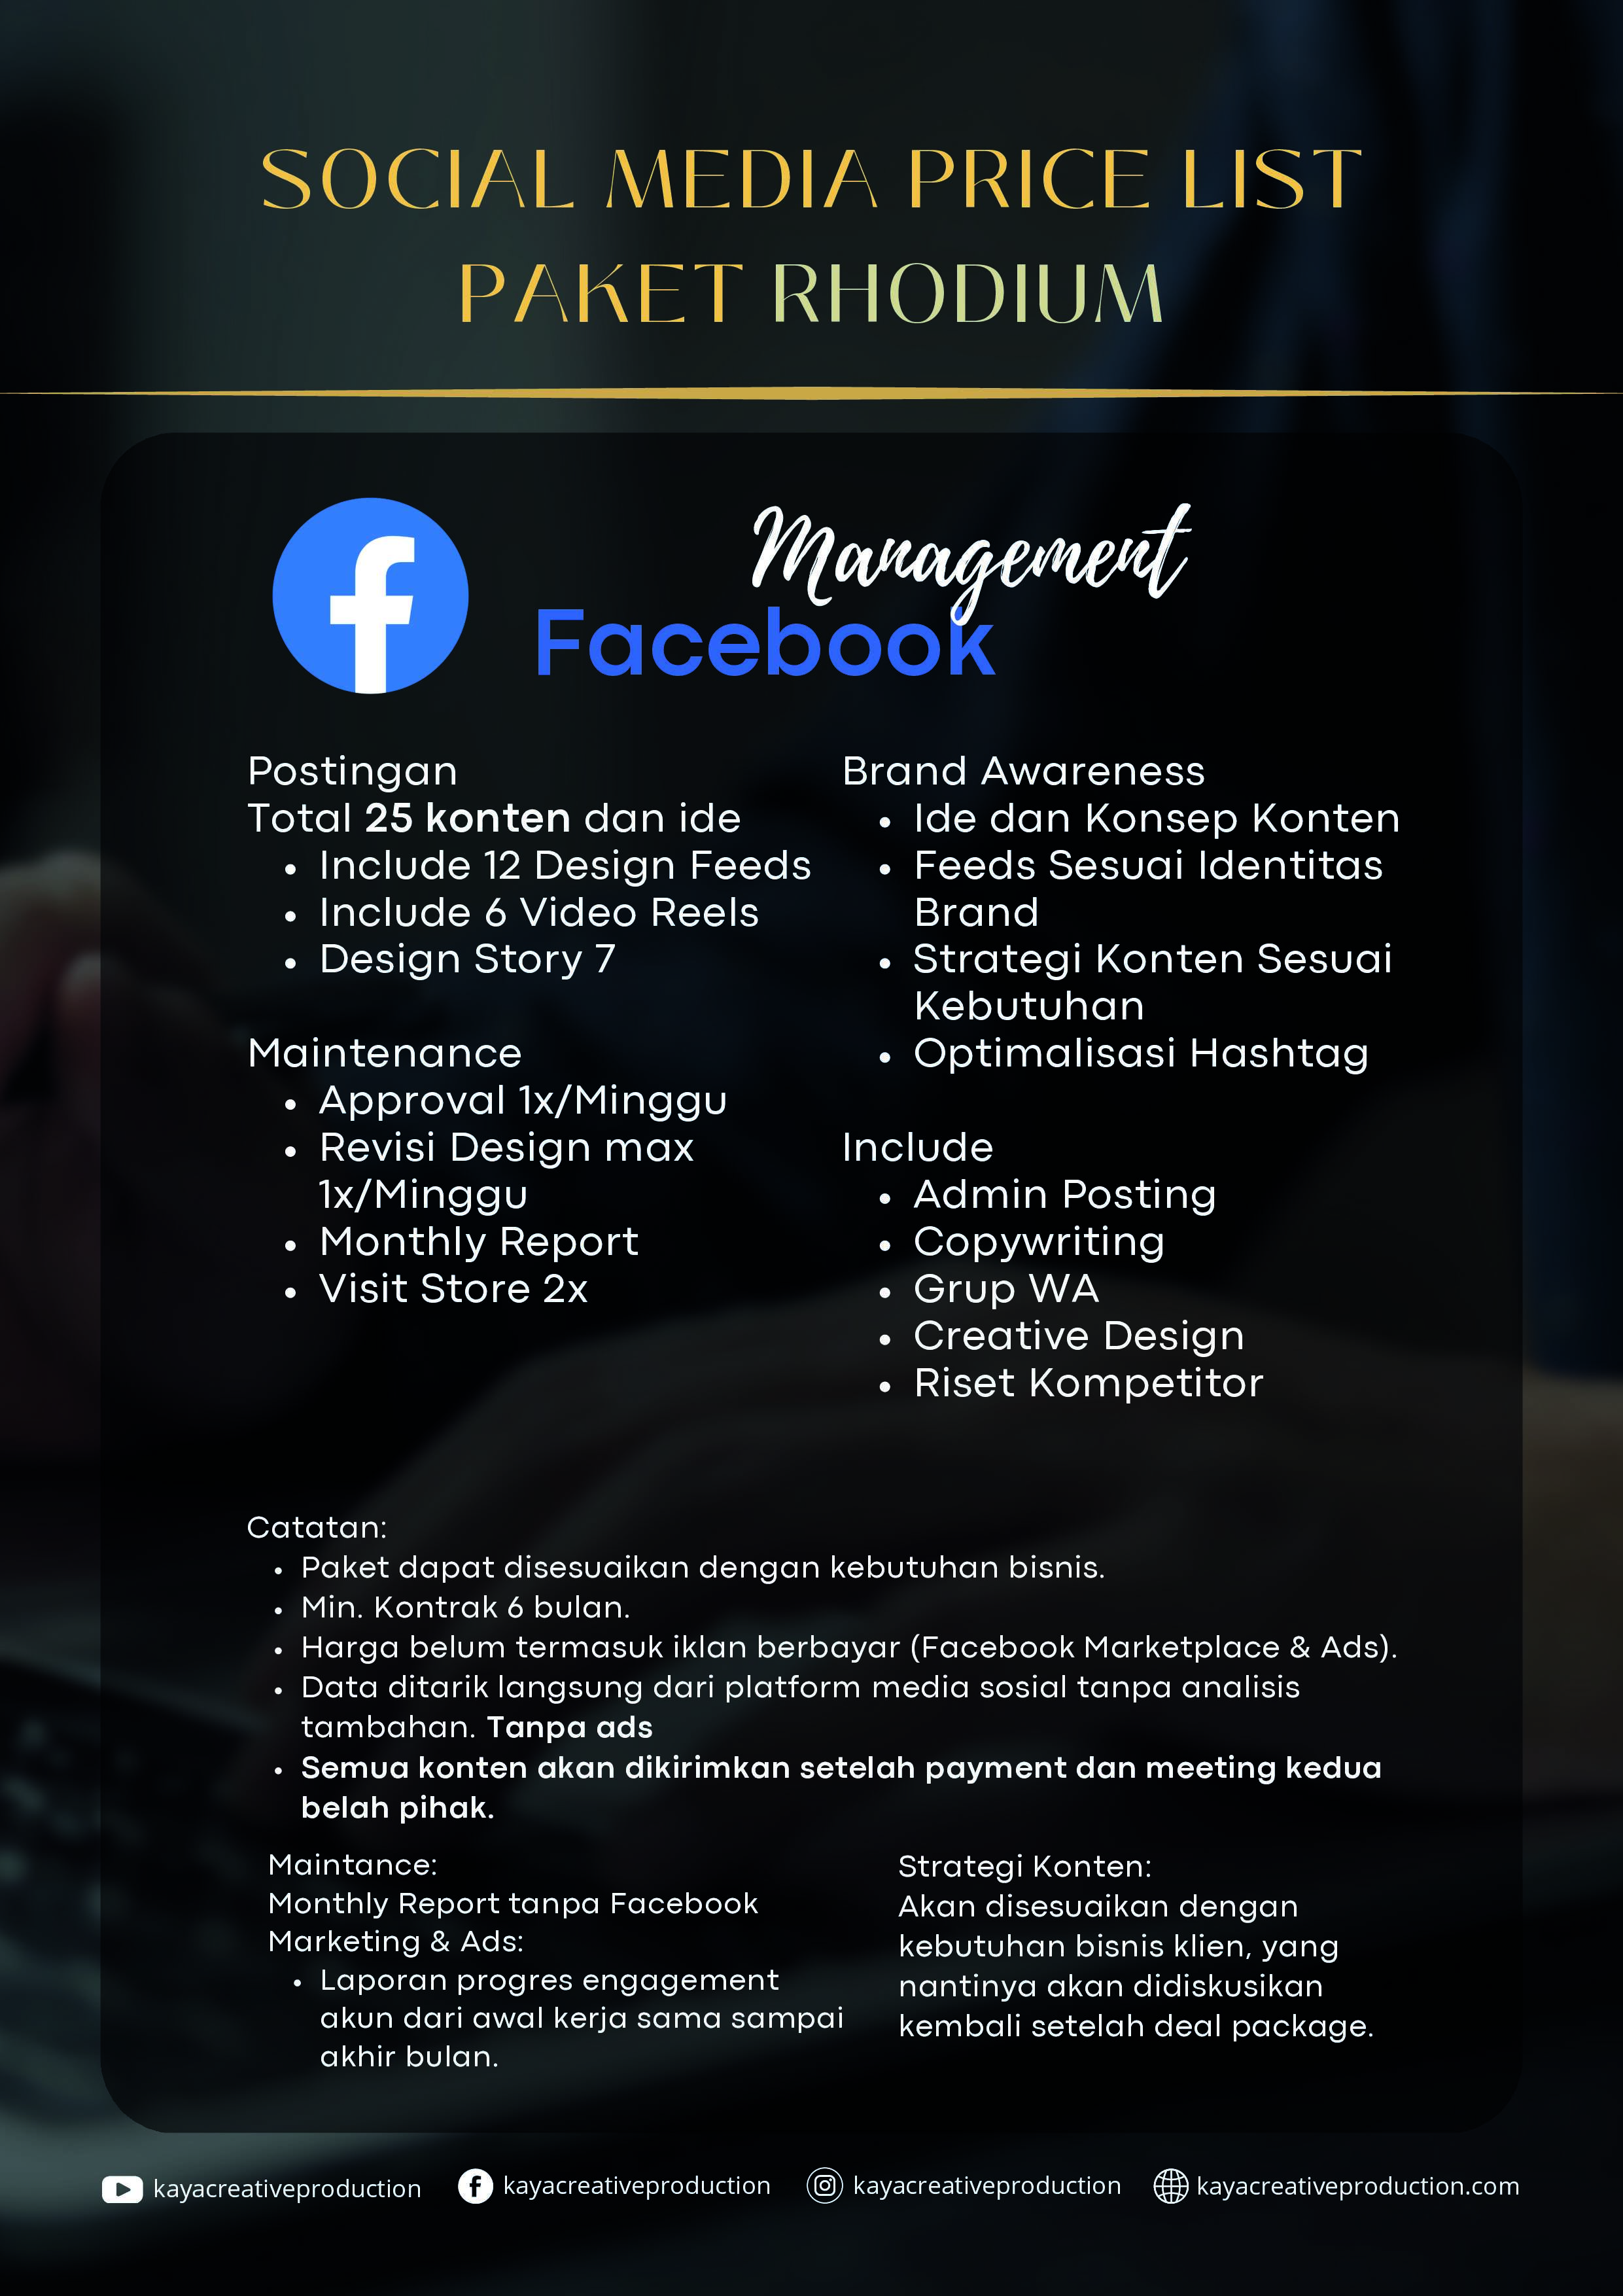 SOCIAL MEDIA PRICE LIST
PAKET RHODIUM
Management
Facebook
Postingan
Total 25 konten dan ide
• Include 12 Design Feeds
• Include 6 Video Reels
• Design Story 7
Maintenance
• Approval 1x/Minggu
• Revisi Design max
1x/Minggu
• Monthly Report
• Visit Store 2x
Brand Awareness
• Ide dan Konsep Konten
• Feeds Sesuai Identitas
Brand
• Strategi Konten Sesuai
Kebutuhan
• Optimalisasi Hashtag
Include
• Admin Posting
• Copywriting
• Grup WA
• Creative Design
• Riset Kompetitor
Catatan:
• Paket dapat disesuaikan dengan kebutuhan bisnis.
• Min. Kontrak 6 bulan.
• Harga belum termasuk iklan berbayar (Facebook Marketplace & Ads).
• Data ditarik langsung dari platform media sosial tanpa analisis
tambahan. Tanpa ads
• Semua konten akan dikirimkan setelah payment dan meeting kedua
belah pihak.
Maintance:
Monthly Report tanpa Facebook
Marketing & Ads:
• Laporan progres engagement
akun dari awal kerja sama sampai
akhir bulan.
Strategi Konten:
Akan disesuaikan dengan
kebutuhan bisnis klien, yang
nantinya akan didiskusikan
kembali setelah deal package.
kayacreativeproduction
kayacreativeproduction
kayacreativeproduction
kayacreativeproduction.com